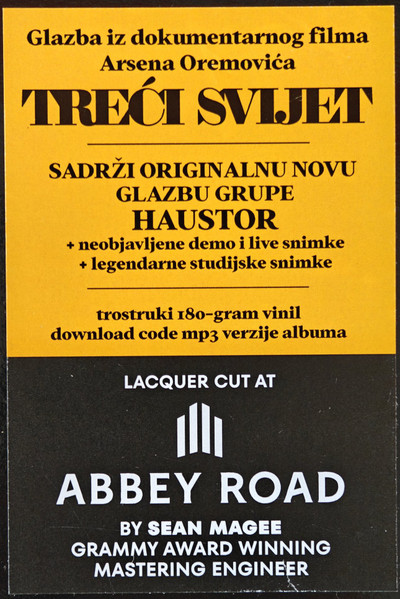 Glazba iz dokumentarnog filma
Arsena Oremovića
TREĆI SVIJET
SADRŽI ORIGINALNU NOVU
GLAZBU GRUPE
HAUSTOR
+ neobjavljene demo i live snimke
+ legendarne studijske snimke
trostruki 180-gram vinil
download code mp3 verzije albuma
LACQUER CUT AT
ABBEY ROAD
BY SEAN MAGEE
GRAMMY AWARD WINNING
MASTERING ENGINEER